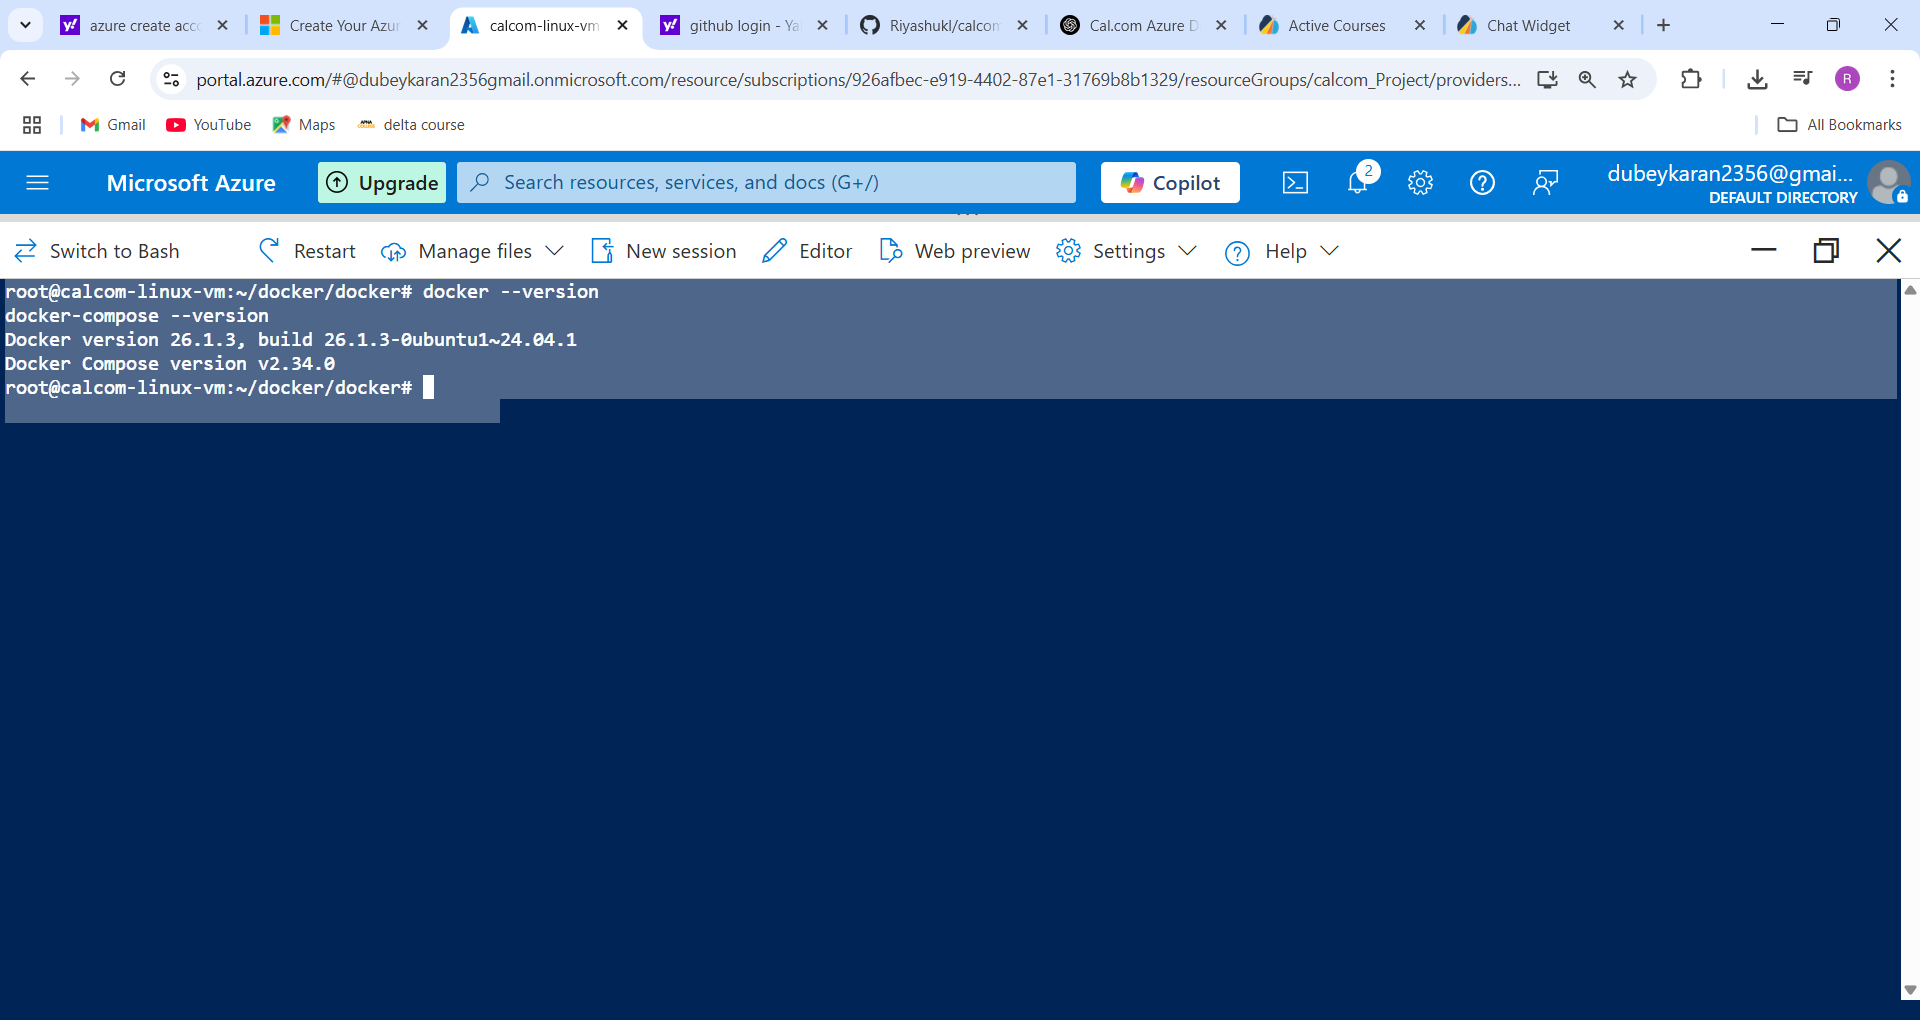 azure create acco
Create Your Azur
calcom-linux-vm
github login - Ya
Riyashukl/calcom
Cal.com Azure D
Active Courses
Chat Widget
portal.azure.com/#@dubeykaran2356gmail.onmicrosoft.com/resource/subscriptions/926afbec-e919-4402-87e1-31769b8b1329/resourceGroups/calcom_Project/providers...
R
Gmail
YouTube
Maps
delta course
All Bookmarks
Microsoft Azure
Upgrade
Search resources, services, and docs (G+/)
Copilot
2
dubeykaran2356@gmai...
DEFAULT DIRECTORY
Switch to Bash
Restart
Manage files
New session
Editor
Web preview
Settings
Help
root@calcom-linux-vm:~/docker/docker# docker --version
docker-compose --version
Docker version 26.1.3, build 26.1.3-0ubuntu1~24.04.1
Docker Compose version v2.34.0
root@calcom-linux-vm:~/docker/docker#